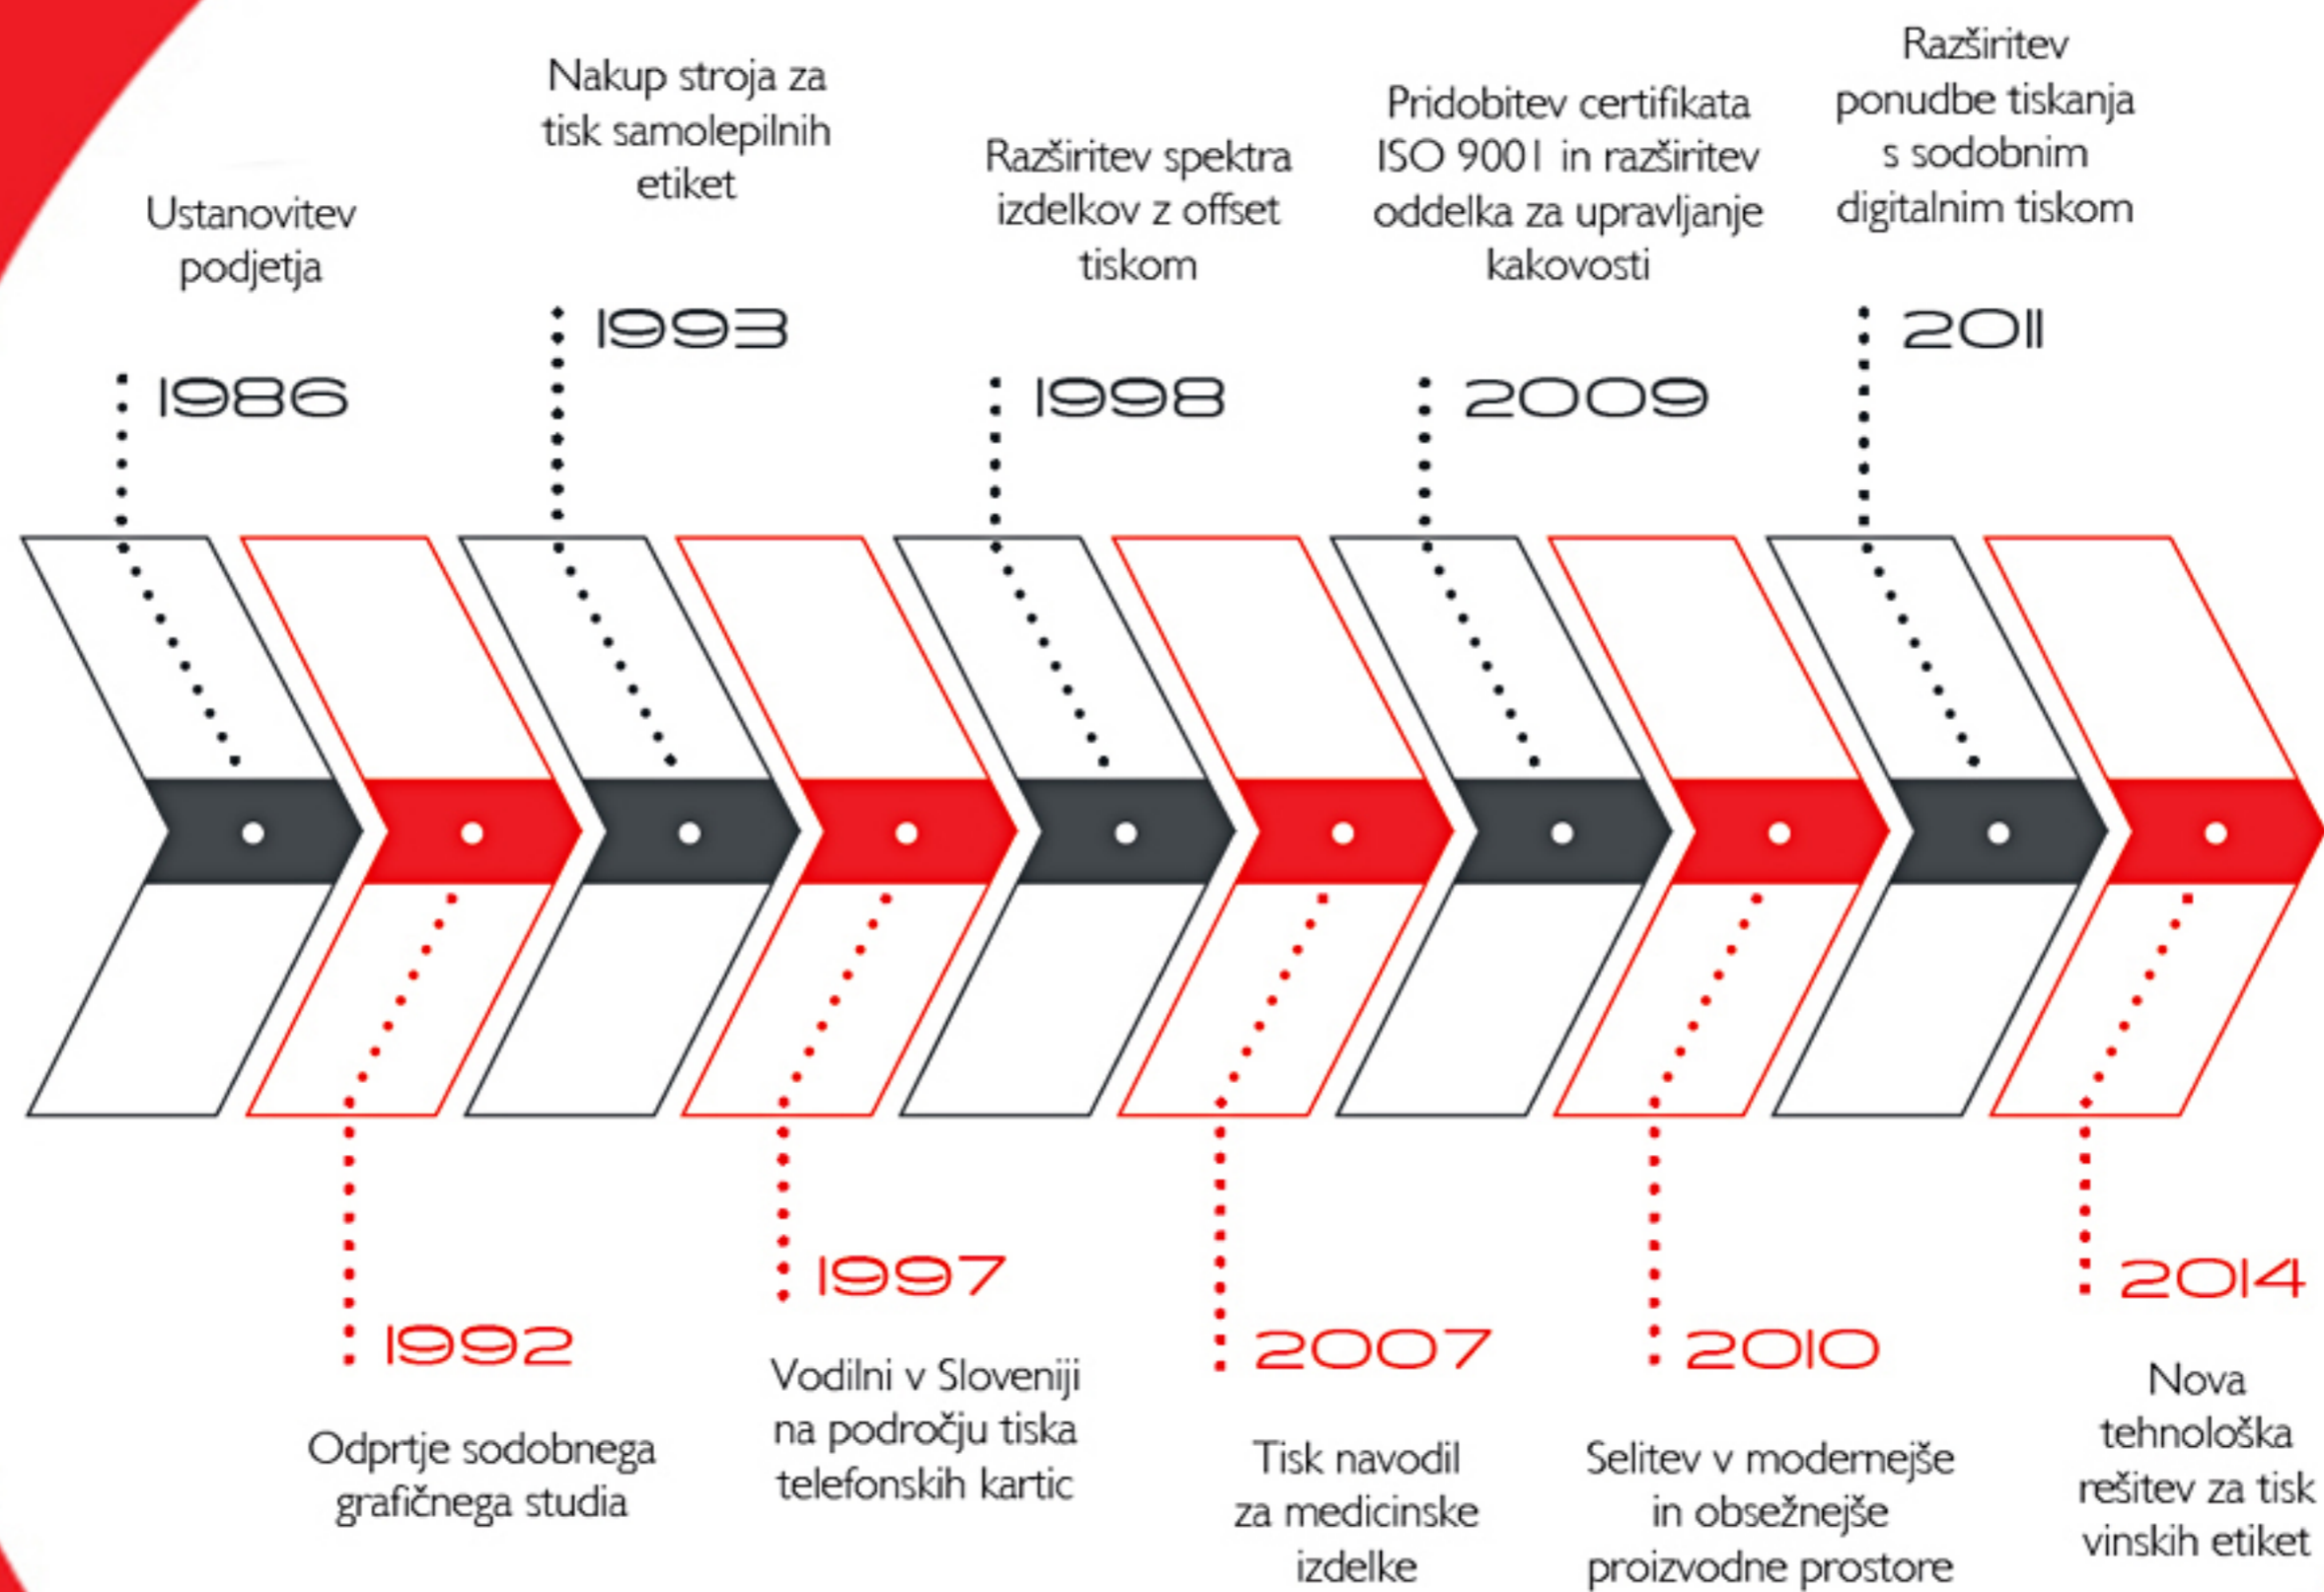 Ustanovitev
podjetja
1986
Odprtje sodobnega
grafičnega studia
1992
Nakup stroja za
tisk samolepilnih
etiket
1993
1997
Vodilni v Sloveniji
na področju tiska
telefonskih kartic
Razširitev spektra
izdelkov z offset
tiskom
1998
2007
Tisk navodil
za medicinske
izdelke
Pridobitev certifikata
ISO 9001 in razširitev
oddelka za upravljanje
kakovosti
2009
2010
Selitev v modernejše
in obsežnejše
proizvodne prostore
Razširitev
ponudbe tiskanja
s sodobnim
digitalnim tiskom
2011
2014
Nova
tehnološka
rešitev za tisk
vinskih etiket